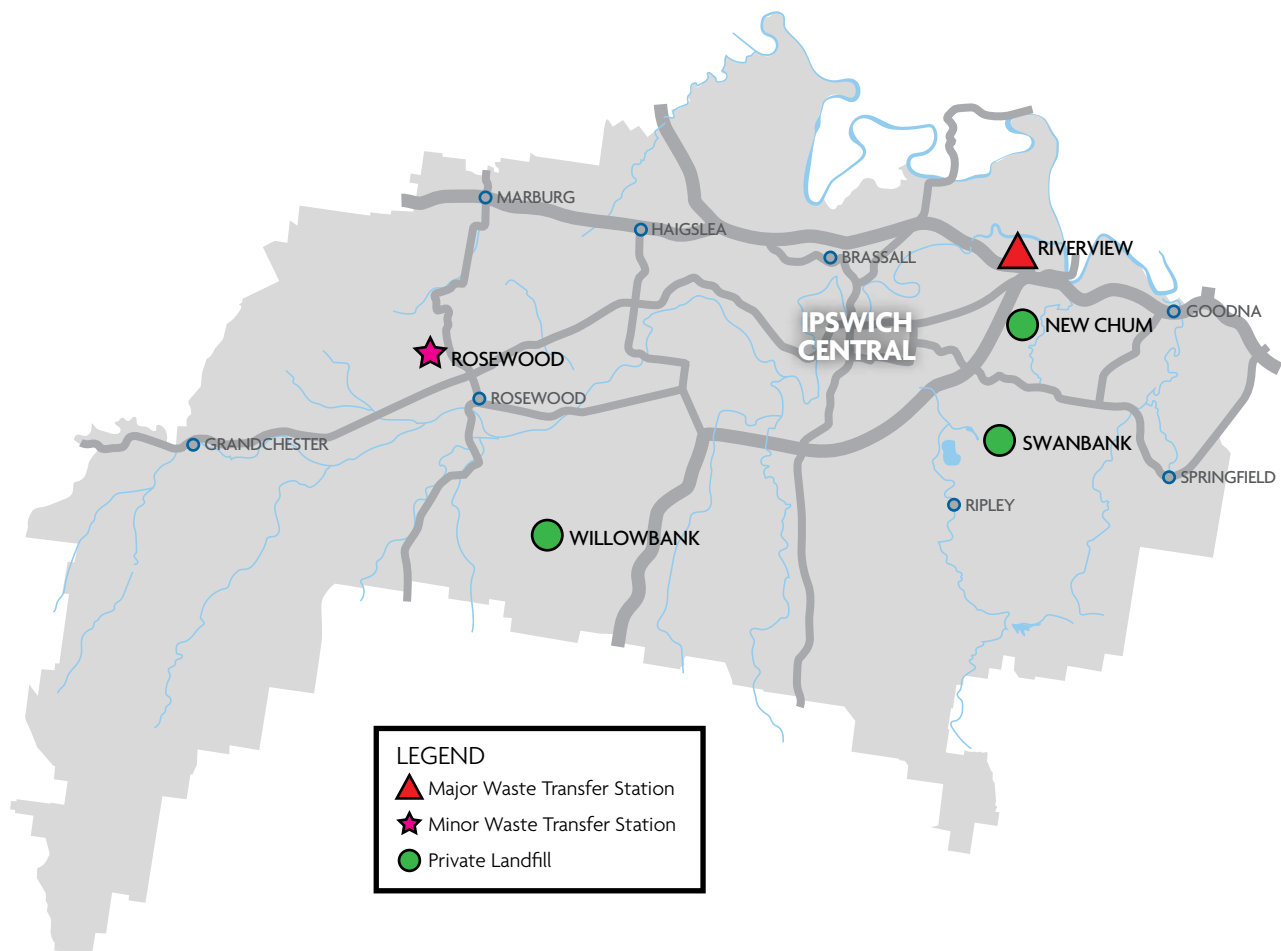 MARBURG
HAIGSLEA
BRASSALL
RIVERVIEW
GOODNA
NEW CHUM
IPSWICH
CENTRAL
ROSEWOOD
ROSEWOOD
GRANDCHESTER
SWANBANK
SPRINGFIELD
RIPLEY
WILLOWBANK
LEGEND
Major Waste Transfer Station
Minor Waste Transfer Station
Private Landfill